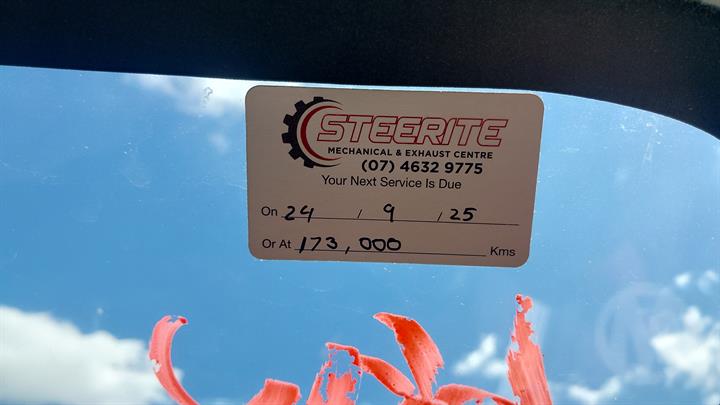 STEERITE
MECHANICAL & EXHAUST CENTRE
(07) 4632 9775
Your Next Service Is Due
On 24 / 9 / 25
Or At 173,000 Kms